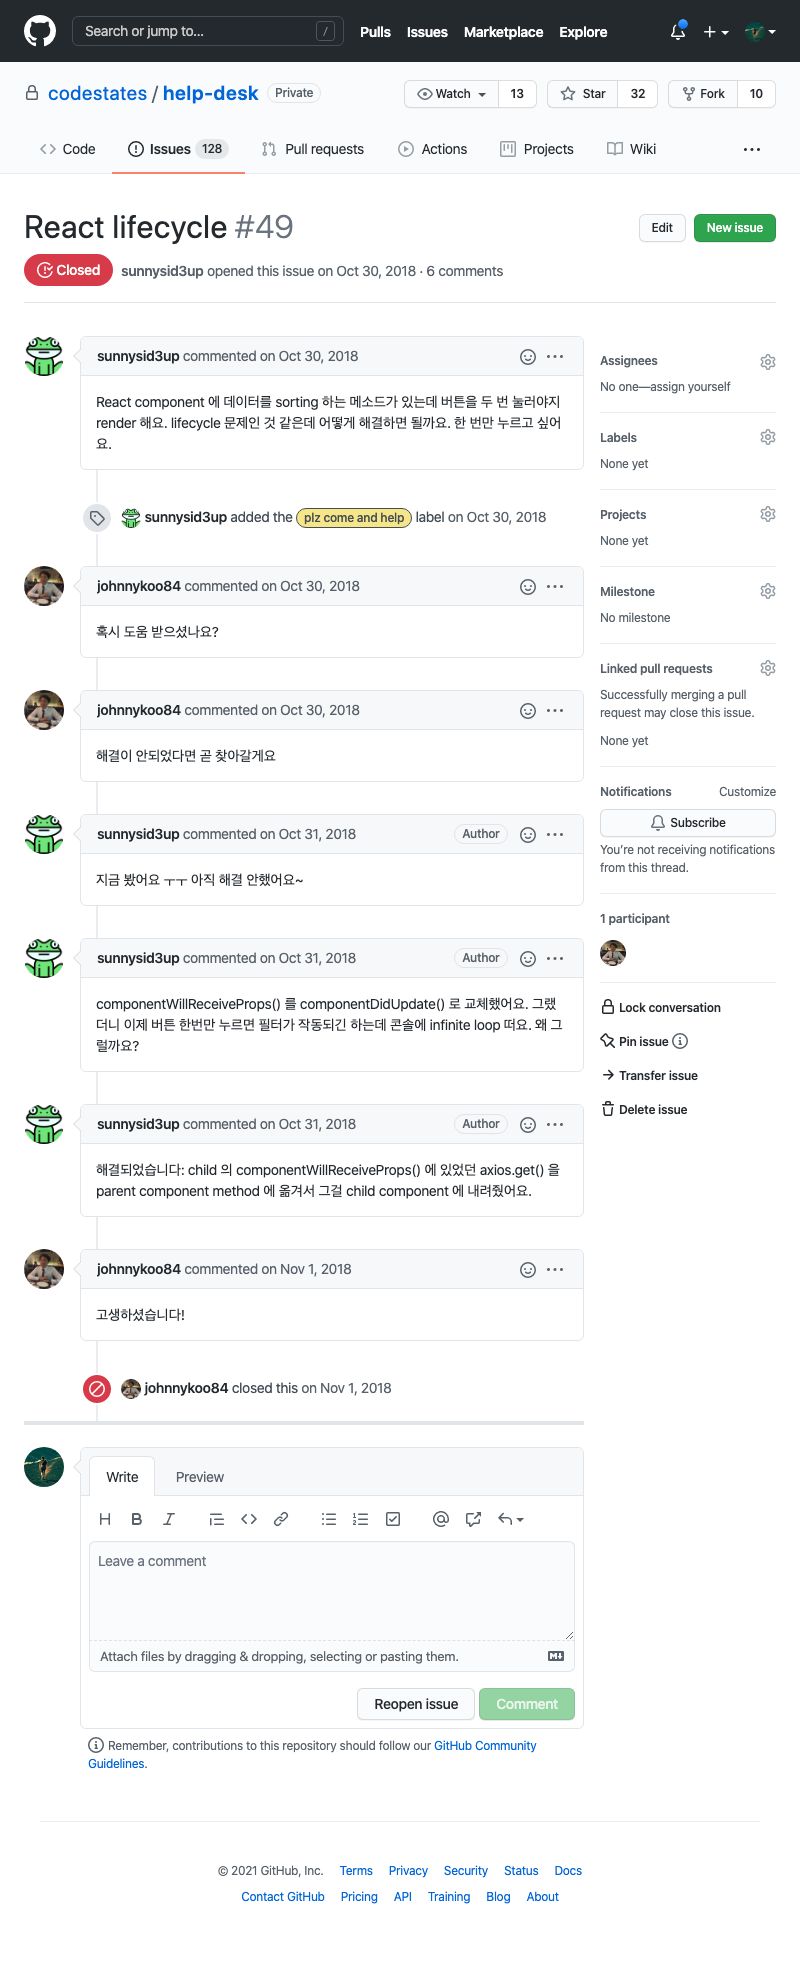 Search or jump to... /
Pulls Issues Marketplace Explore
codestates / help-desk Private
Watch 13 Star 32 Fork 10
Code Issues 128 Pull requests Actions Projects Wiki
React lifecycle #49
Edit New issue
Closed sunnysid3up opened this issue on Oct 30, 2018 · 6 comments
sunnysid3up commented on Oct 30, 2018
React component 에 데이터를 sorting 하는 메소드가 있는데 버튼을 두 번 눌러야지
render 해요. lifecycle 문제인 것 같은데 어떻게 해결하면 될까요. 한 번만 누르고 싶어
요.
sunnysid3up added the plz come and help label on Oct 30, 2018
johnnykoo84 commented on Oct 30, 2018
혹시 도움 받으셨나요?
johnnykoo84 commented on Oct 30, 2018
해결이 안되었다면 곧 찾아갈게요
sunnysid3up commented on Oct 31, 2018 Author
지금 봤어요 ㅜㅜ 아직 해결 안했어요~
sunnysid3up commented on Oct 31, 2018 Author
componentWillReceiveProps() 를 componentDidUpdate() 로 교체했어요. 그랬
더니 이제 버튼 한번만 누르면 필터가 작동되긴 하는데 콘솔에 infinite loop 떠요. 왜 그
럴까요?
sunnysid3up commented on Oct 31, 2018 Author
해결되었습니다: child 의 componentWillReceiveProps() 에 있었던 axios.get() 을
parent component method 에 옮겨서 그걸 child component 에 내려줬어요.
johnnykoo84 commented on Nov 1, 2018
고생하셨습니다!
johnnykoo84 closed this on Nov 1, 2018
Assignees
No one—assign yourself
Labels
None yet
Projects
None yet
Milestone
No milestone
Linked pull requests
Successfully merging a pull
request may close this issue.
None yet
Notifications Customize
Subscribe
You're not receiving notifications
from this thread.
1 participant
Lock conversation
Pin issue
Transfer issue
Delete issue
Write Preview
Leave a comment
Attach files by dragging & dropping, selecting or pasting them.
Reopen issue Comment
Remember, contributions to this repository should follow our GitHub Community
Guidelines.
© 2021 GitHub, Inc. Terms Privacy Security Status Docs
Contact GitHub Pricing API Training Blog About